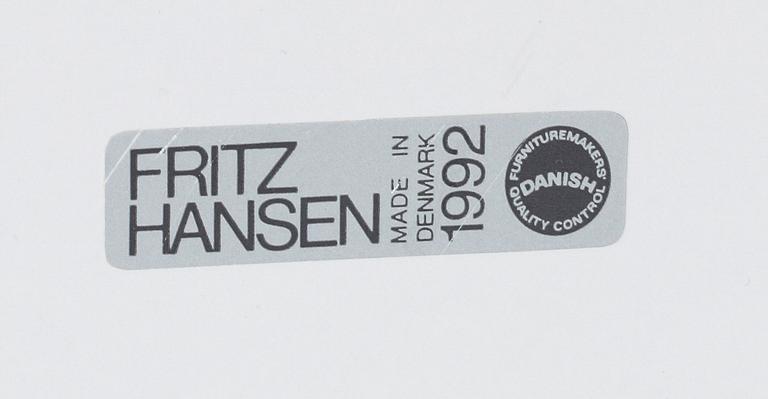 FRITZ
HANSEN
MADE IN
DENMARK
1992
FURNITUREMAKERS'
DANISH
QUALITY CONTROL